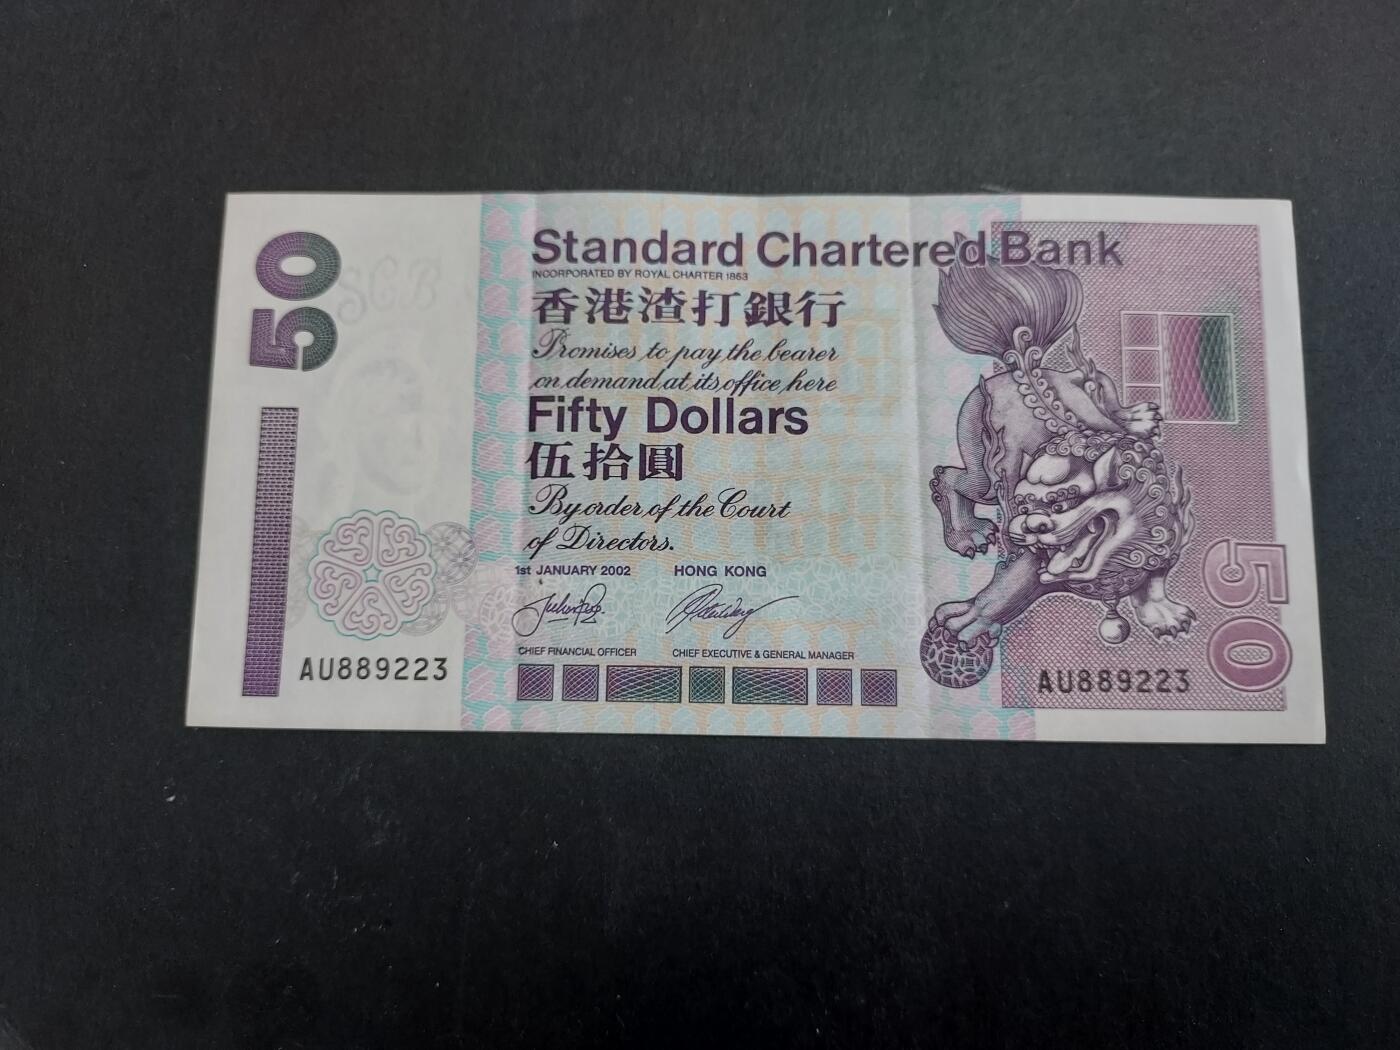 50
SCB
Standard Chartered Bank
INCORPORATED BY ROYAL CHARTER 1853
香港渣打銀行
Promises to pay the bearer
on demand at its office here
Fifty Dollars
伍拾圓
By order of the Court
of Directors.
1st JANUARY 2002 HONG KONG
CHIEF FINANCIAL OFFICER CHIEF EXECUTIVE & GENERAL MANAGER
AU889223
AU889223
50